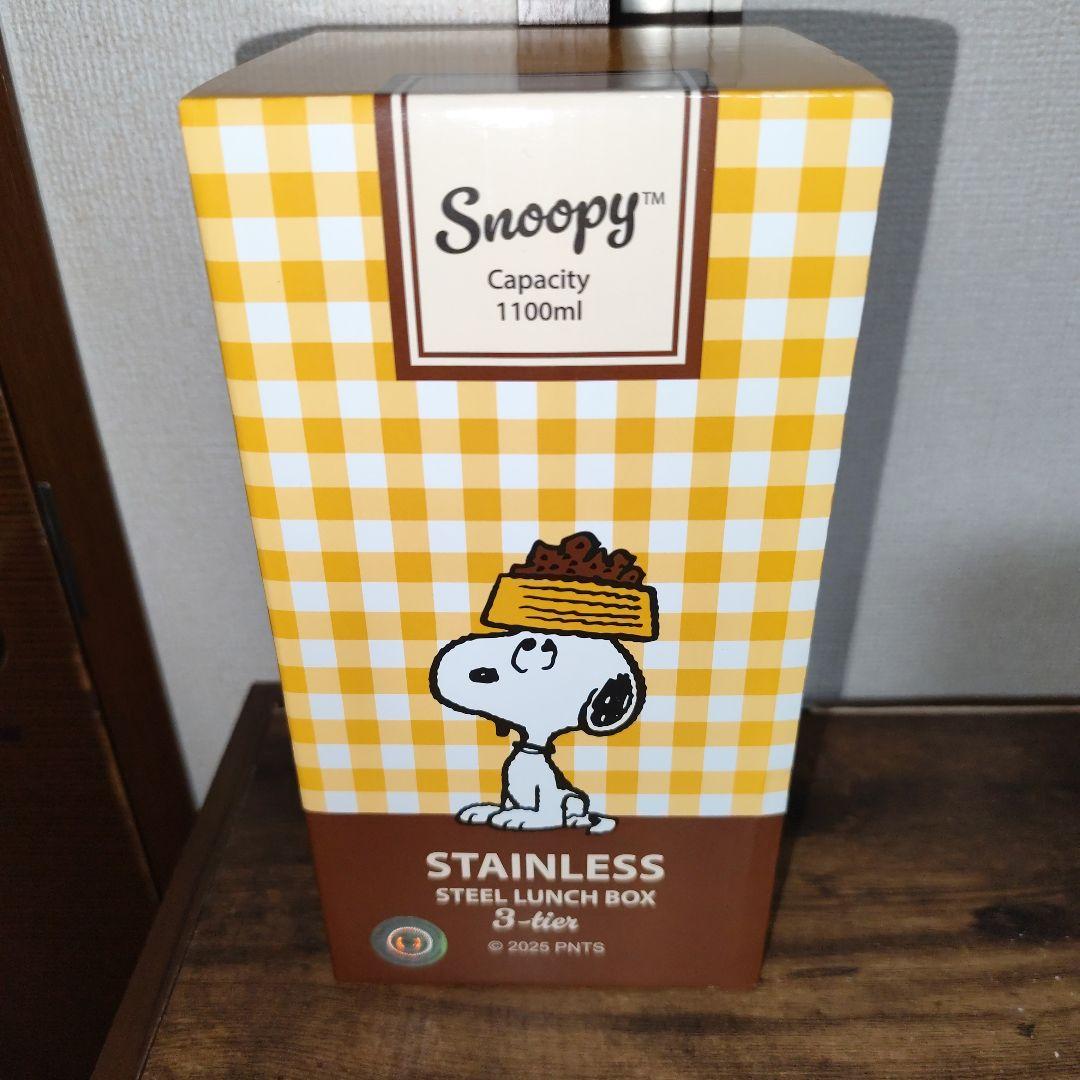 Snoopy™
Capacity
1100ml
STAINLESS
STEEL LUNCH BOX
3-tier
© 2025 PNTS